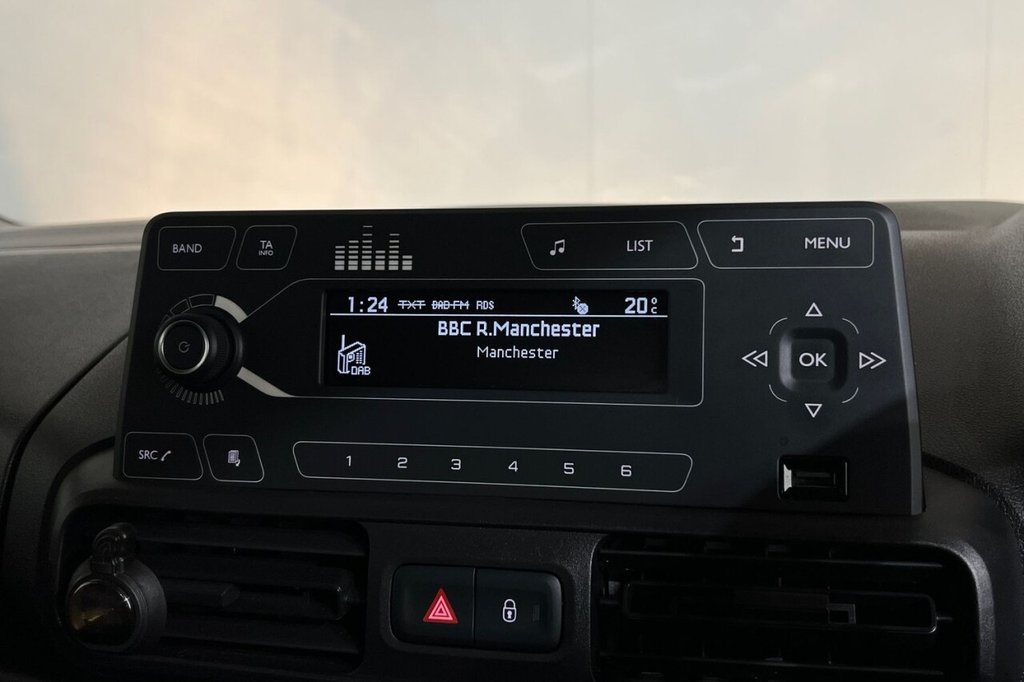 BAND
TA
INFO
LIST
MENU
1:24 TXT DAB-FM RDS 20°C
BBC R.Manchester
Manchester
DAB
OK
SRC
1 2 3 4 5 6